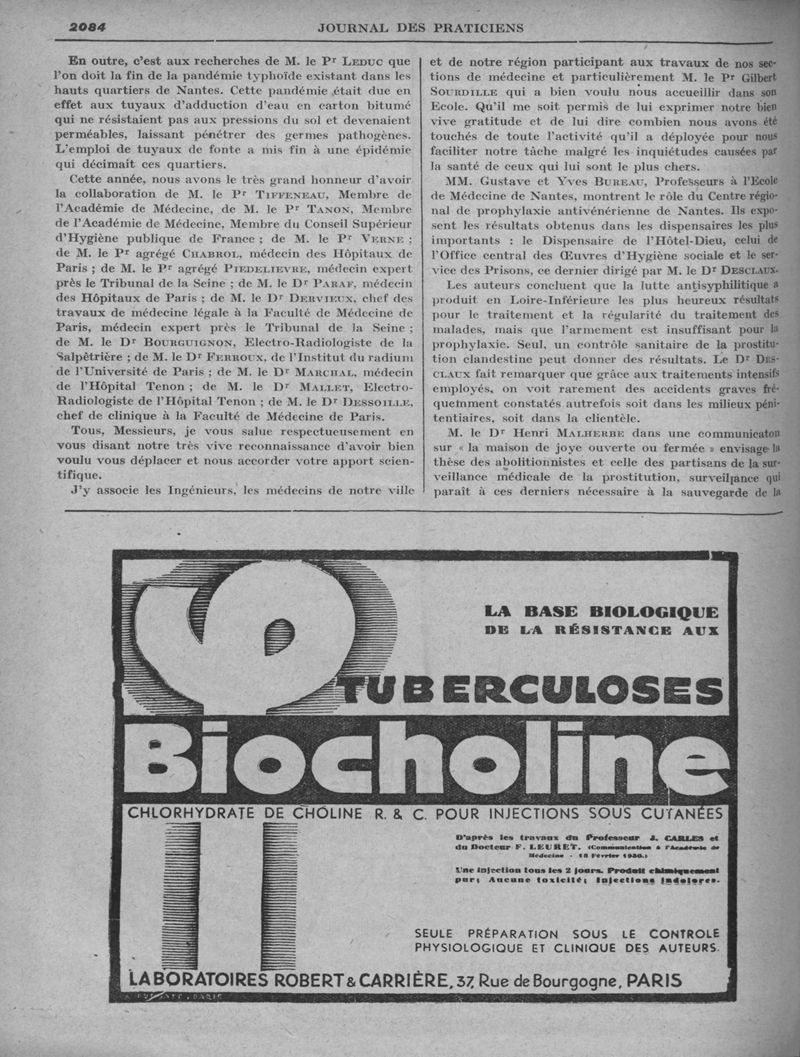 2084
JOURNAL DES PRATICIENS
En outre, c'est aux recherches de M. le Pr LEDUC que
l'on doit la fin de la pandémie typhoïde existant dans les
hauts quartiers de Nantes. Cette pandémie était due en
effet aux tuyaux d'adduction d'eau en carton bitumé
qui ne résistaient pas aux pressions du sol et devenaient
perméables, laissant pénétrer des germes pathogènes.
L'emploi de tuyaux de fonte a mis fin à une épidémie
qui décimait ces quartiers.
Cette année, nous avons le très grand honneur d'avoir
la collaboration de M. le Pr TIFFENEAU, Membre de
l'Académie de Médecine, de M. le Pr TANON, Membre
de l'Académie de Médecine, Membre du Conseil Supérieur
d'Hygiène publique de France ; de M. le Pr VERNE ;
de M. le Pr agrégé CHABROL, médecin des Hôpitaux de
Paris ; de M. le Pr agrégé PIEDELIEVRE, médecin expert
près le Tribunal de la Seine ; de M. le Dr PARAF, médecin
des Hôpitaux de Paris ; de M. le Dr DERVIEUX, chef des
travaux de médecine légale à la Faculté de Médecine de
Paris, médecin expert près le Tribunal de la Seine ;
de M. le Dr BOURGUIGNON, Electro-Radiologiste de la
Salpêtrière ; de M. le Dr FERROUX, de l'Institut du radium
de l'Université de Paris ; de M. le Dr MARCHAL, médecin
de l'Hôpital Tenon ; de M. le Dr MALLET, Electro-
Radiologiste de l'Hôpital Tenon ; de M. le Dr DESSOILLE,
chef de clinique à la Faculté de Médecine de Paris.
Tous, Messieurs, je vous salue respectueusement en
vous disant notre très vive reconnaissance d'avoir bien
voulu vous déplacer et nous accorder votre apport scien-
tifique.
J'y associe les Ingénieurs, les médecins de notre ville
et de notre région participant aux travaux de nos sec-
tions de médecine et particulièrement M. le Pr Gilbert
SOURDILLE qui a bien voulu nous accueillir dans son
Ecole. Qu'il me soit permis de lui exprimer notre bien
vive gratitude et de lui dire combien nous avons été
touchés de toute l'activité qu'il a déployée pour nous
faciliter notre tâche malgré les inquiétudes causées par
la santé de ceux qui lui sont le plus chers.
MM. Gustave et Yves BUREAU, Professeurs à l'Ecole
de Médecine de Nantes, montrent le rôle du Centre régio-
nal de prophylaxie antivénérienne de Nantes. Ils expo-
sent les résultats obtenus dans les dispensaires les plus
importants : le Dispensaire de l'Hôtel-Dieu, celui de
l'Office central des Œuvres d'Hygiène sociale et le ser-
vice des Prisons, ce dernier dirigé par M. le Dr DESCLAUX.
Les auteurs concluent que la lutte antisyphilitique a
produit en Loire-Inférieure les plus heureux résultats
pour le traitement et la régularité du traitement des
malades, mais que l'armement est insuffisant pour la
prophylaxie. Seul, un contrôle sanitaire de la prostitu-
tion clandestine peut donner des résultats. Le Dr DES-
CLAUX fait remarquer que grâce aux traitements intensifs
employés, on voit rarement des accidents graves fré-
quemment constatés autrefois soit dans les milieux péni-
tentiaires, soit dans la clientèle.
M. le Dr Henri MALHERBE dans une communicaton
sur « la maison de joye ouverte ou fermée » envisage la
thèse des abolitionnistes et celle des partisans de la sur-
veillance médicale de la prostitution, surveillance qui
paraît à ces derniers nécessaire à la sauvegarde de la
LA BASE BIOLOGIQUE
DE LA RÉSISTANCE AUX
TUBERCULOSES
Biocholine
CHLORHYDRATE DE CHOLINE R. & C. POUR INJECTIONS SOUS CUTANÉES
D'après les travaux du Professeur J. CARLES et
du Docteur F. LEURET. (Communication à l'Académie de
Médecine - 18 Février 1930.)
Une injection tous les 2 jours. Produit chimiquement
pur; Aucune toxicité; Injections indolores.
SEULE PRÉPARATION SOUS LE CONTROLE
PHYSIOLOGIQUE ET CLINIQUE DES AUTEURS.
LABORATOIRES ROBERT & CARRIÈRE, 37, Rue de Bourgogne, PARIS